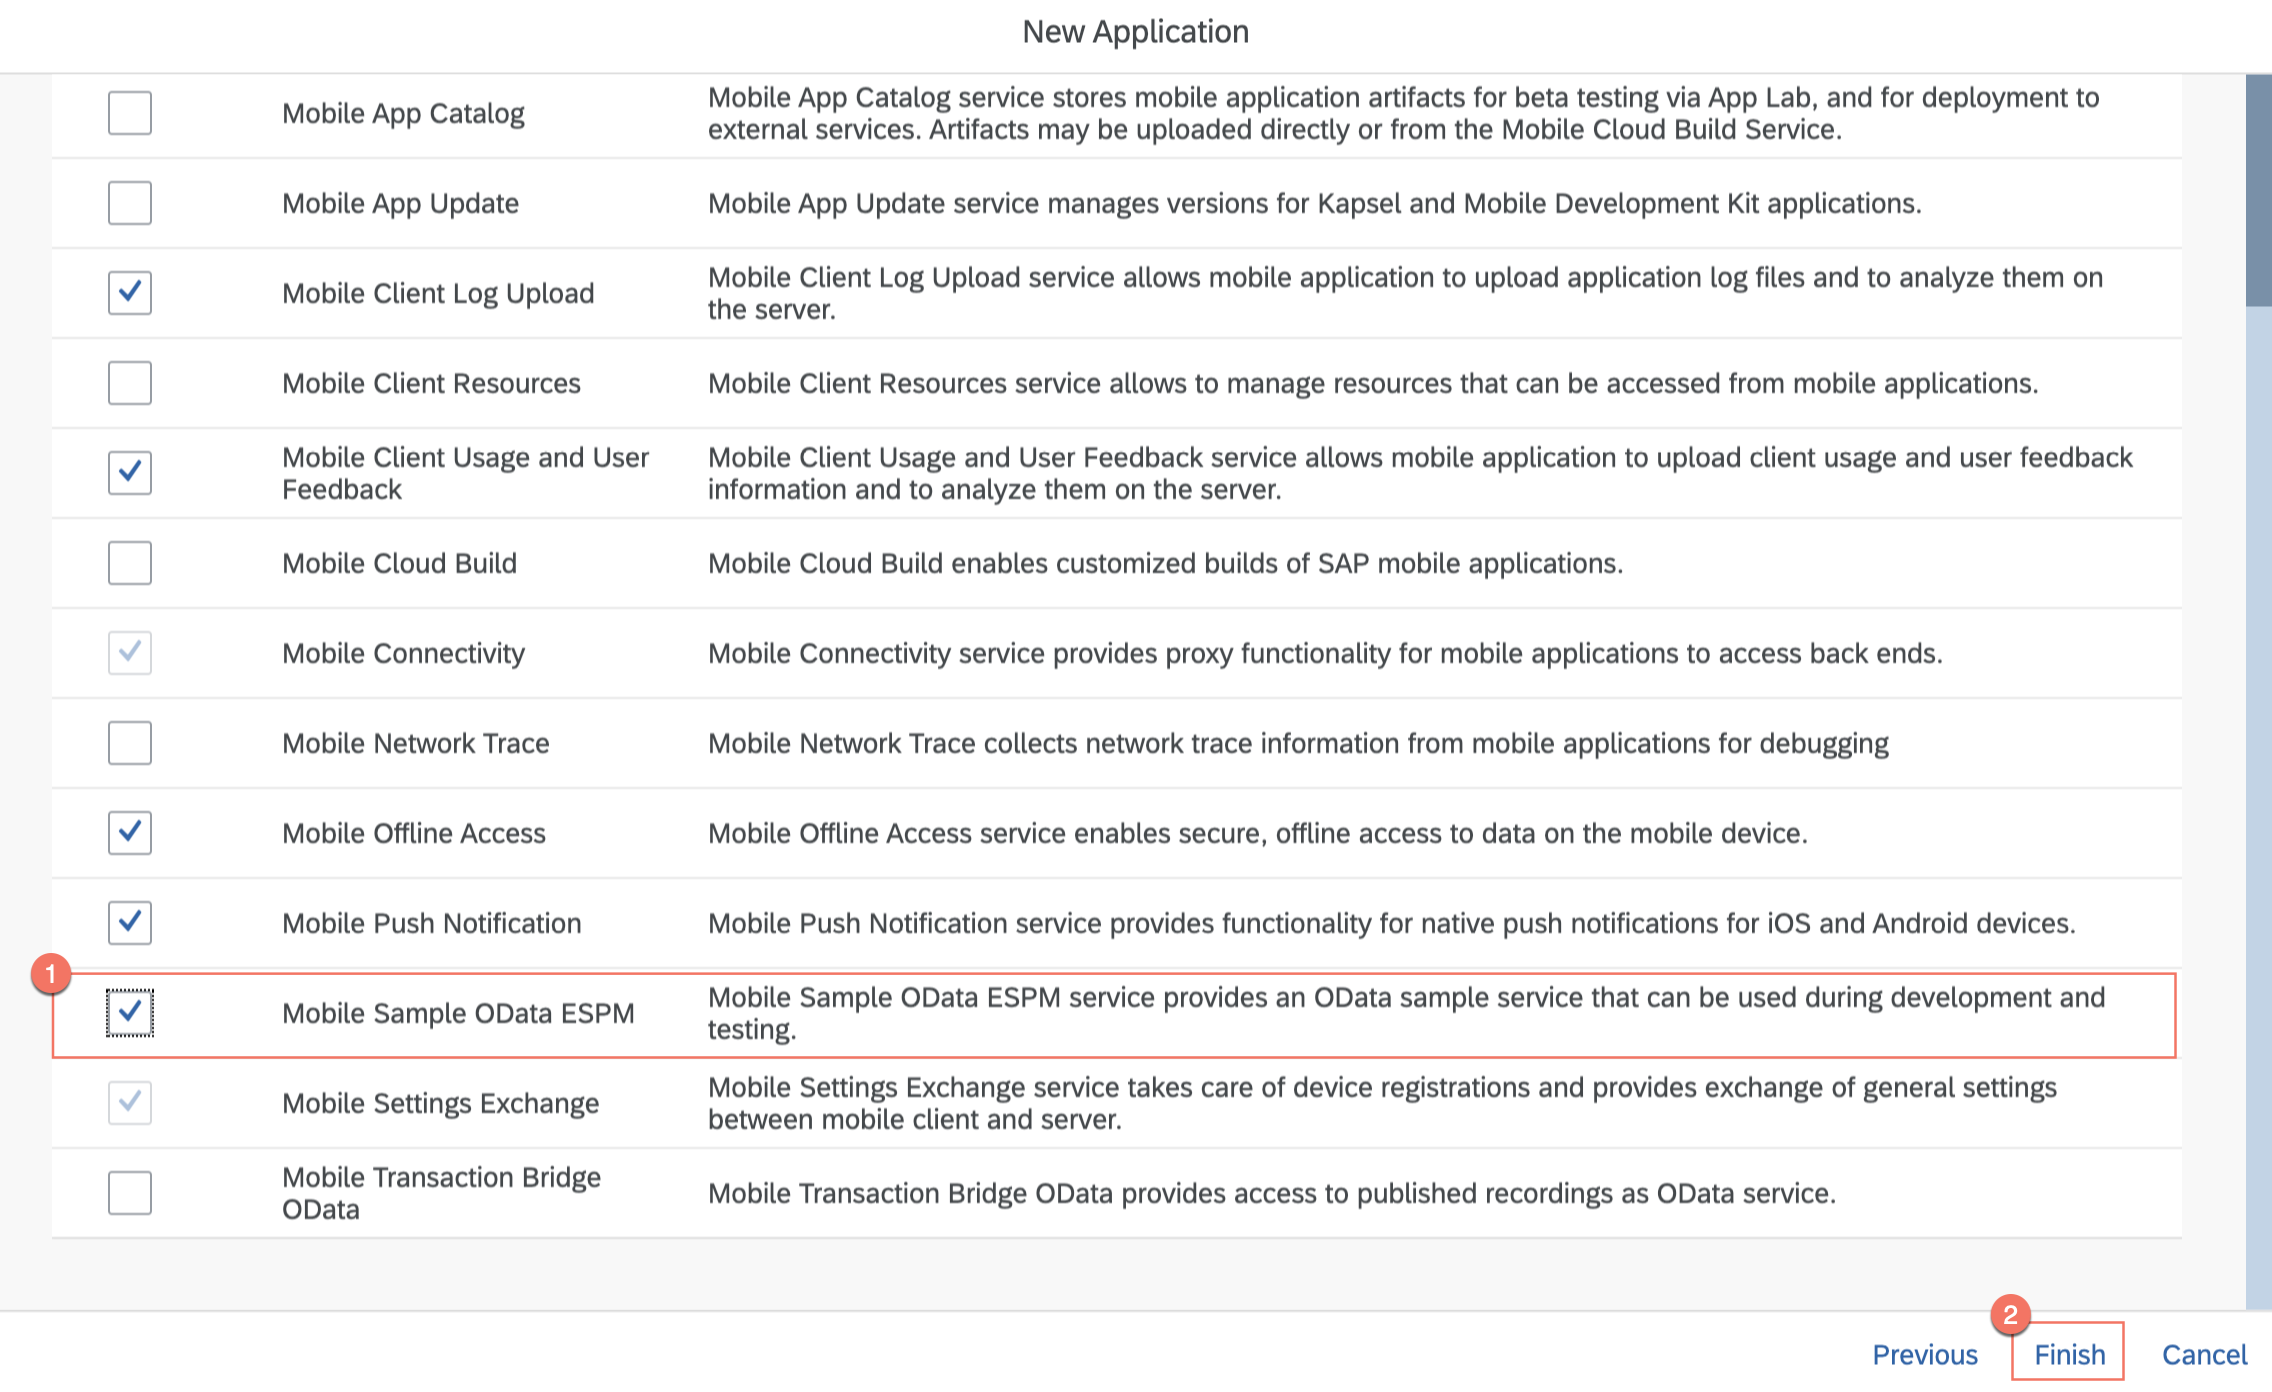 New Application
Mobile App Catalog
Mobile App Catalog service stores mobile application artifacts for beta testing via App Lab, and for deployment to
external services. Artifacts may be uploaded directly or from the Mobile Cloud Build Service.
Mobile App Update
Mobile App Update service manages versions for Kapsel and Mobile Development Kit applications.
Mobile Client Log Upload
Mobile Client Log Upload service allows mobile application to upload application log files and to analyze them on
the server.
Mobile Client Resources
Mobile Client Resources service allows to manage resources that can be accessed from mobile applications.
Mobile Client Usage and User
Feedback
Mobile Client Usage and User Feedback service allows mobile application to upload client usage and user feedback
information and to analyze them on the server.
Mobile Cloud Build
Mobile Cloud Build enables customized builds of SAP mobile applications.
Mobile Connectivity
Mobile Connectivity service provides proxy functionality for mobile applications to access back ends.
Mobile Network Trace
Mobile Network Trace collects network trace information from mobile applications for debugging
Mobile Offline Access
Mobile Offline Access service enables secure, offline access to data on the mobile device.
Mobile Push Notification
Mobile Push Notification service provides functionality for native push notifications for iOS and Android devices.
1
Mobile Sample OData ESPM
Mobile Sample OData ESPM service provides an OData sample service that can be used during development and
testing.
Mobile Settings Exchange
Mobile Settings Exchange service takes care of device registrations and provides exchange of general settings
between mobile client and server.
Mobile Transaction Bridge
OData
Mobile Transaction Bridge OData provides access to published recordings as OData service.
2
Previous
Finish
Cancel